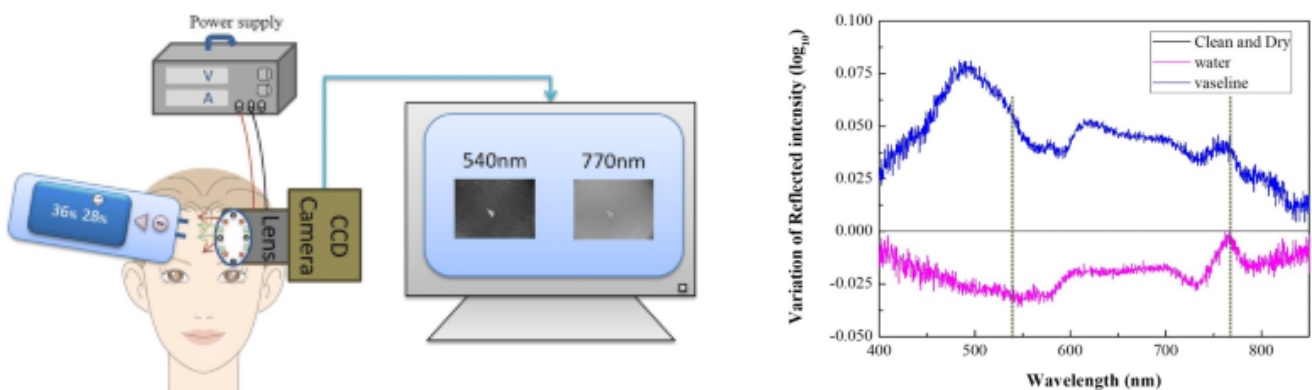 Power supply
V
A
36% 28%
Lens
CCD
Camera
540nm
770nm
Variation of Reflected intensity (log10)
0.100
0.075
0.050
0.025
0.000
-0.025
-0.050
Clean and Dry
water
vaseline
400
500
600
700
800
Wavelength (nm)